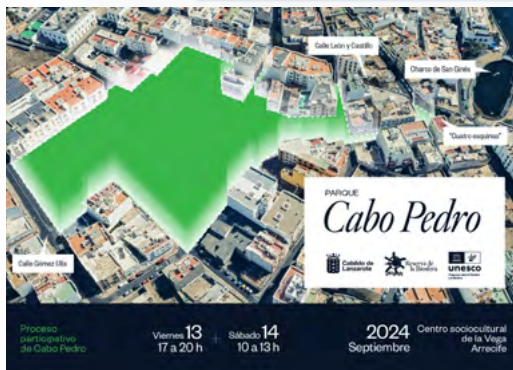 Calle León y Castillo
Charco de San Ginés
"Cuatro esquinas"
Calle Gómez Ulla
PARQUE
Cabo Pedro
Cabildo de
Lanzarote
Reserva de
la Biosfera
unesco
Proceso
participativo
de Cabo Pedro
Viernes 13
17 a 20 h
+
Sábado 14
10 a 13 h
2024
Septiembre
Centro sociocultural
de la Vega
Arrecife